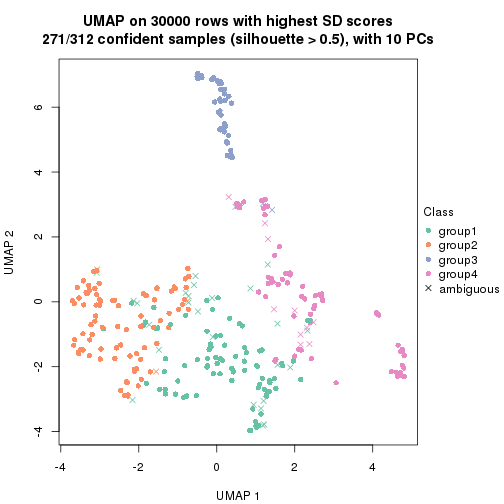 UMAP on 30000 rows with highest SD scores
271/312 confident samples (silhouette > 0.5), with 10 PCs
6
4
2
0
-2
-4
UMAP 2
-4
-2
0
2
4
UMAP 1
Class
group1
group2
group3
group4
ambiguous